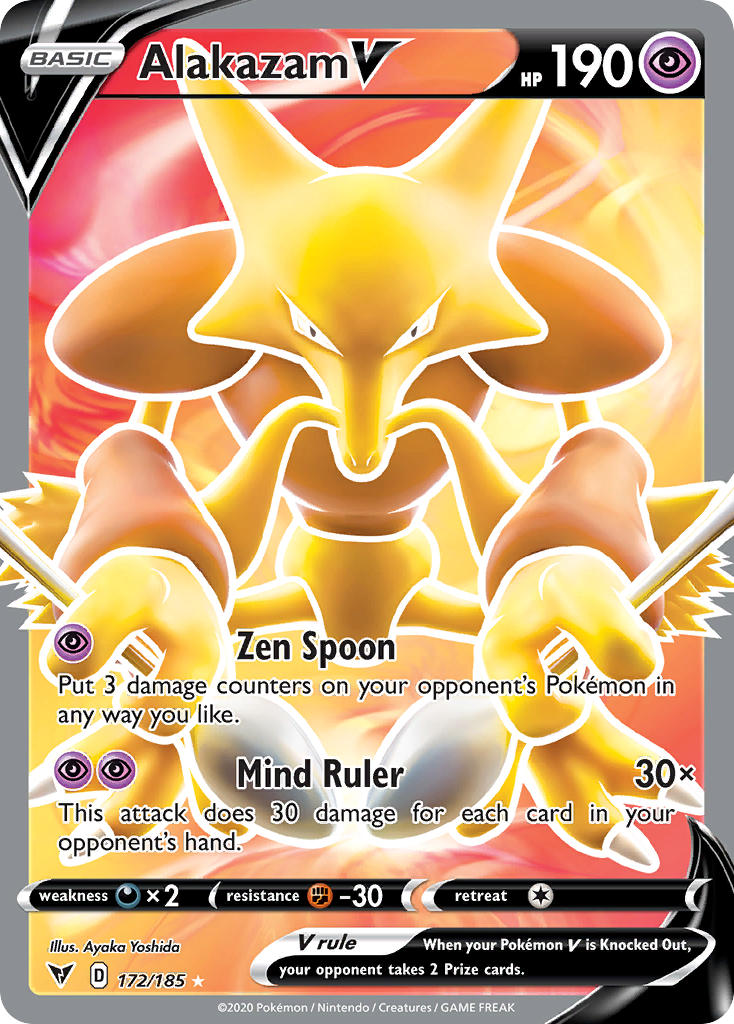 BASIC
Alakazam V
HP 190
Zen Spoon
Put 3 damage counters on your opponent's Pokémon in
any way you like.
Mind Ruler 30×
This attack does 30 damage for each card in your
opponent's hand.
weakness ×2 resistance -30 retreat
Illus. Ayaka Yoshida
V rule
When your Pokémon V is Knocked Out,
your opponent takes 2 Prize cards.
D 172/185
©2020 Pokémon / Nintendo / Creatures / GAME FREAK